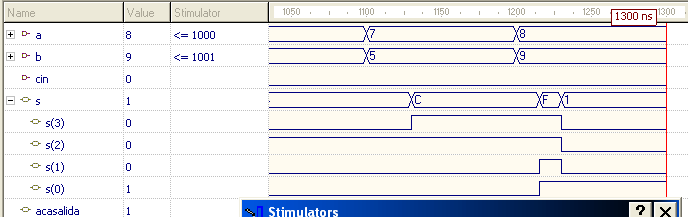 Name Value Stimulator 1050 1100 1150 1200 1250 1300
1300 ns
a 8 <= 1000 7 8
b 9 <= 1001 5 9
cin 0
s 1 C F 1
s(3) 0
s(2) 0
s(1) 0
s(0) 1
acasalida 1
Stimulators ? X